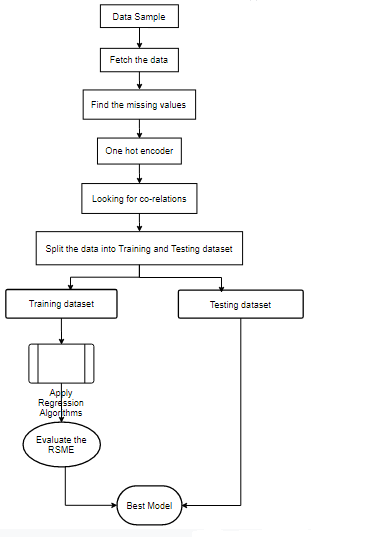 Data Sample
Fetch the data
Find the missing values
One hot encoder
Looking for co-relations
Split the data into Training and Testing dataset
Training dataset
Testing dataset
Apply
Regression
Algorithms
Evaluate the
RSME
Best Model